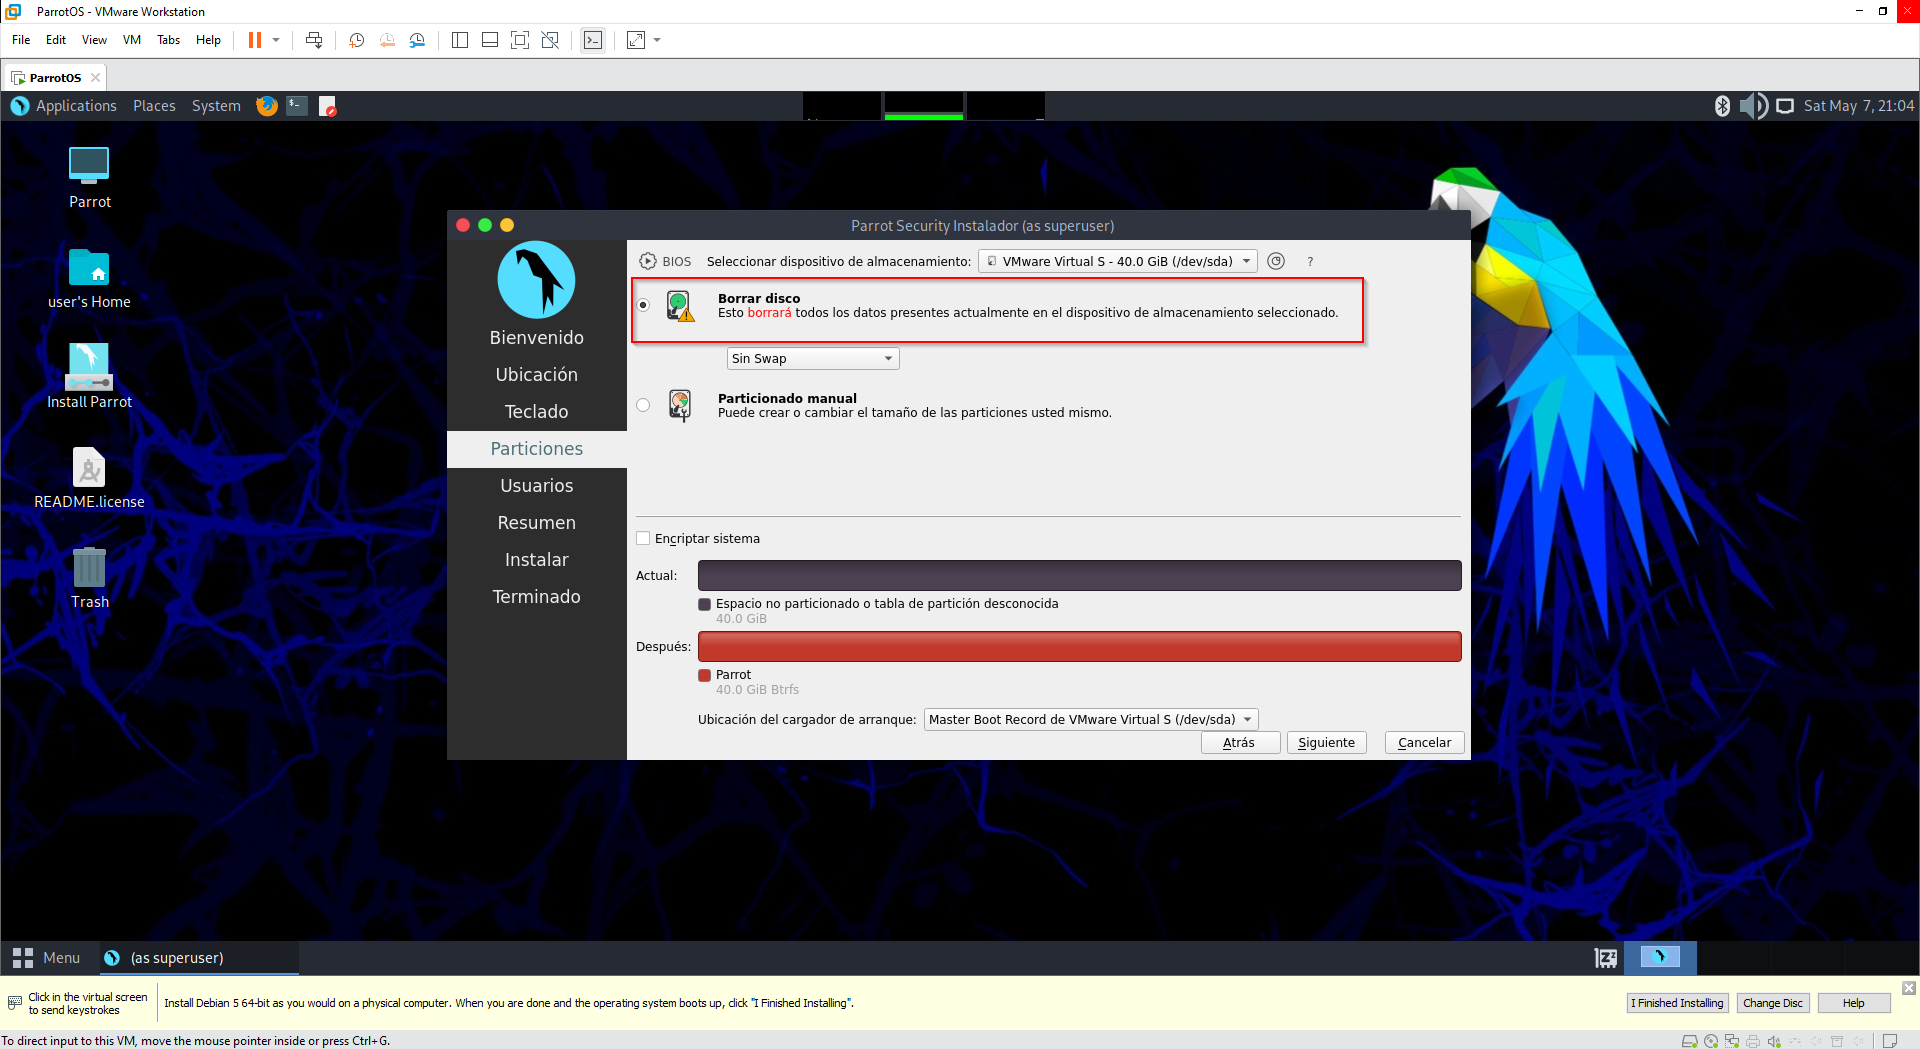 ParrotOS - VMware Workstation
File Edit View VM Tabs Help
ParrotOS
Applications Places System
Sat May 7, 21:04
Parrot
user's Home
Install Parrot
README.license
Trash
Parrot Security Instalador (as superuser)
Bienvenido
Ubicación
Teclado
Particiones
Usuarios
Resumen
Instalar
Terminado
BIOS Seleccionar dispositivo de almacenamiento: VMware Virtual S - 40.0 GiB (/dev/sda) ?
Borrar disco
Esto borrará todos los datos presentes actualmente en el dispositivo de almacenamiento seleccionado.
Sin Swap
Particionado manual
Puede crear o cambiar el tamaño de las particiones usted mismo.
Encriptar sistema
Actual:
Espacio no particionado o tabla de partición desconocida
40.0 GiB
Después:
Parrot
40.0 GiB Btrfs
Ubicación del cargador de arranque: Master Boot Record de VMware Virtual S (/dev/sda)
Atrás Siguiente Cancelar
Menu (as superuser)
Click in the virtual screen
to send keystrokes
Install Debian 5 64-bit as you would on a physical computer. When you are done and the operating system boots up, click "I Finished Installing".
I Finished Installing Change Disc Help
To direct input to this VM, move the mouse pointer inside or press Ctrl+G.